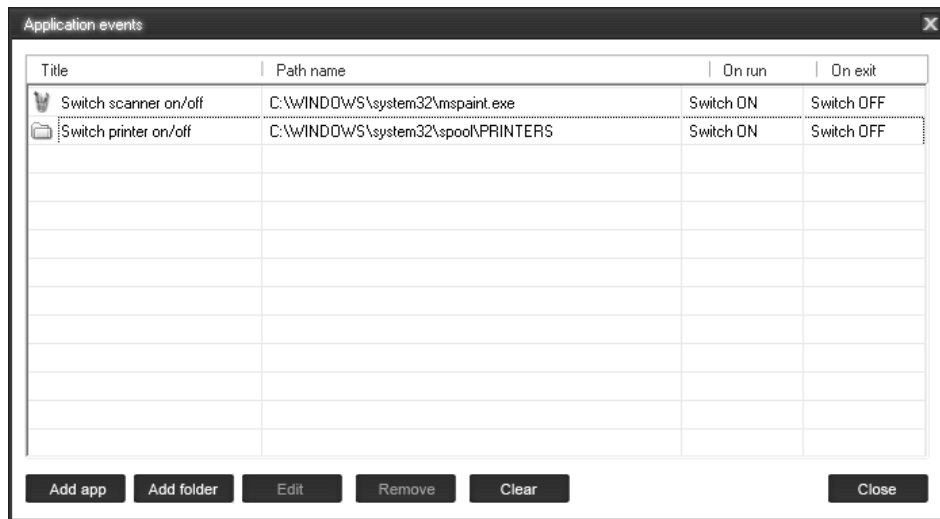 Application events
Title Path name On run On exit
Switch scanner on/off C:\WINDOWS\system32\mspaint.exe Switch ON Switch OFF
Switch printer on/off C:\WINDOWS\system32\spool\PRINTERS Switch ON Switch OFF
Add app Add folder Edit Remove Clear Close